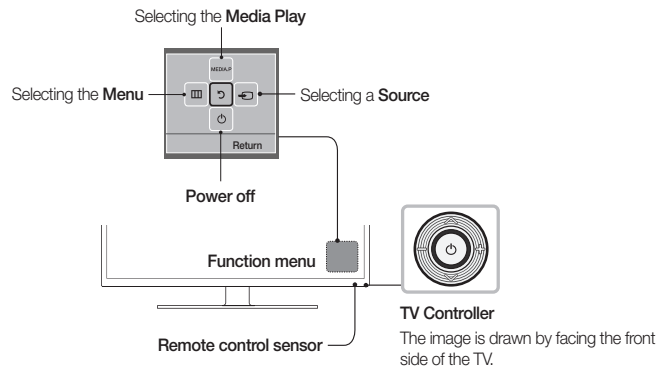 Selecting the Media Play
MEDIA.P
Selecting the Menu
Selecting a Source
Return
Power off
Function menu
TV Controller
The image is drawn by facing the front
side of the TV.
Remote control sensor